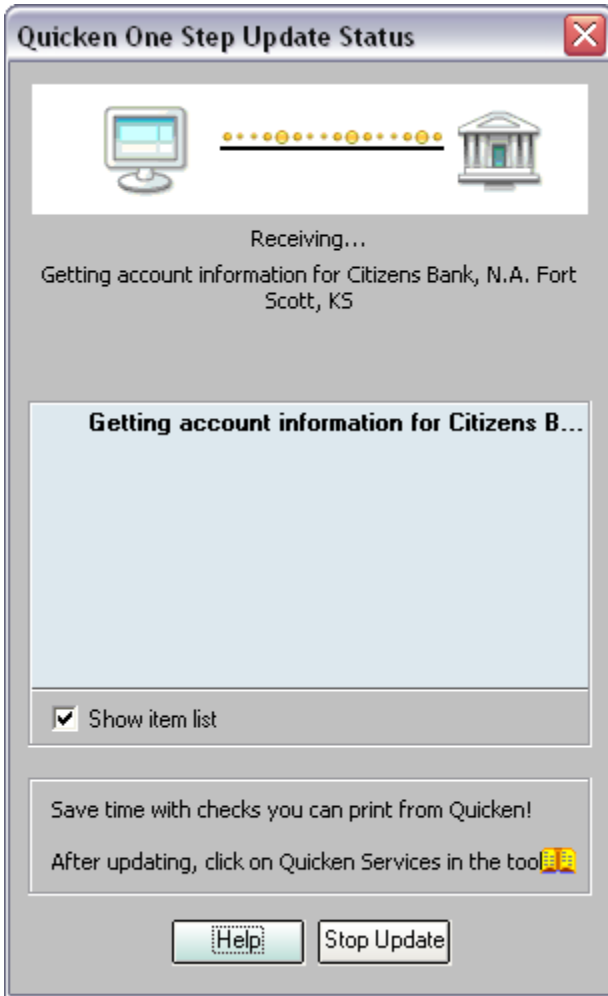 Quicken One Step Update Status
Receiving...
Getting account information for Citizens Bank, N.A. Fort
Scott, KS
Getting account information for Citizens B...
Show item list
Save time with checks you can print from Quicken!
After updating, click on Quicken Services in the tool
Help
Stop Update